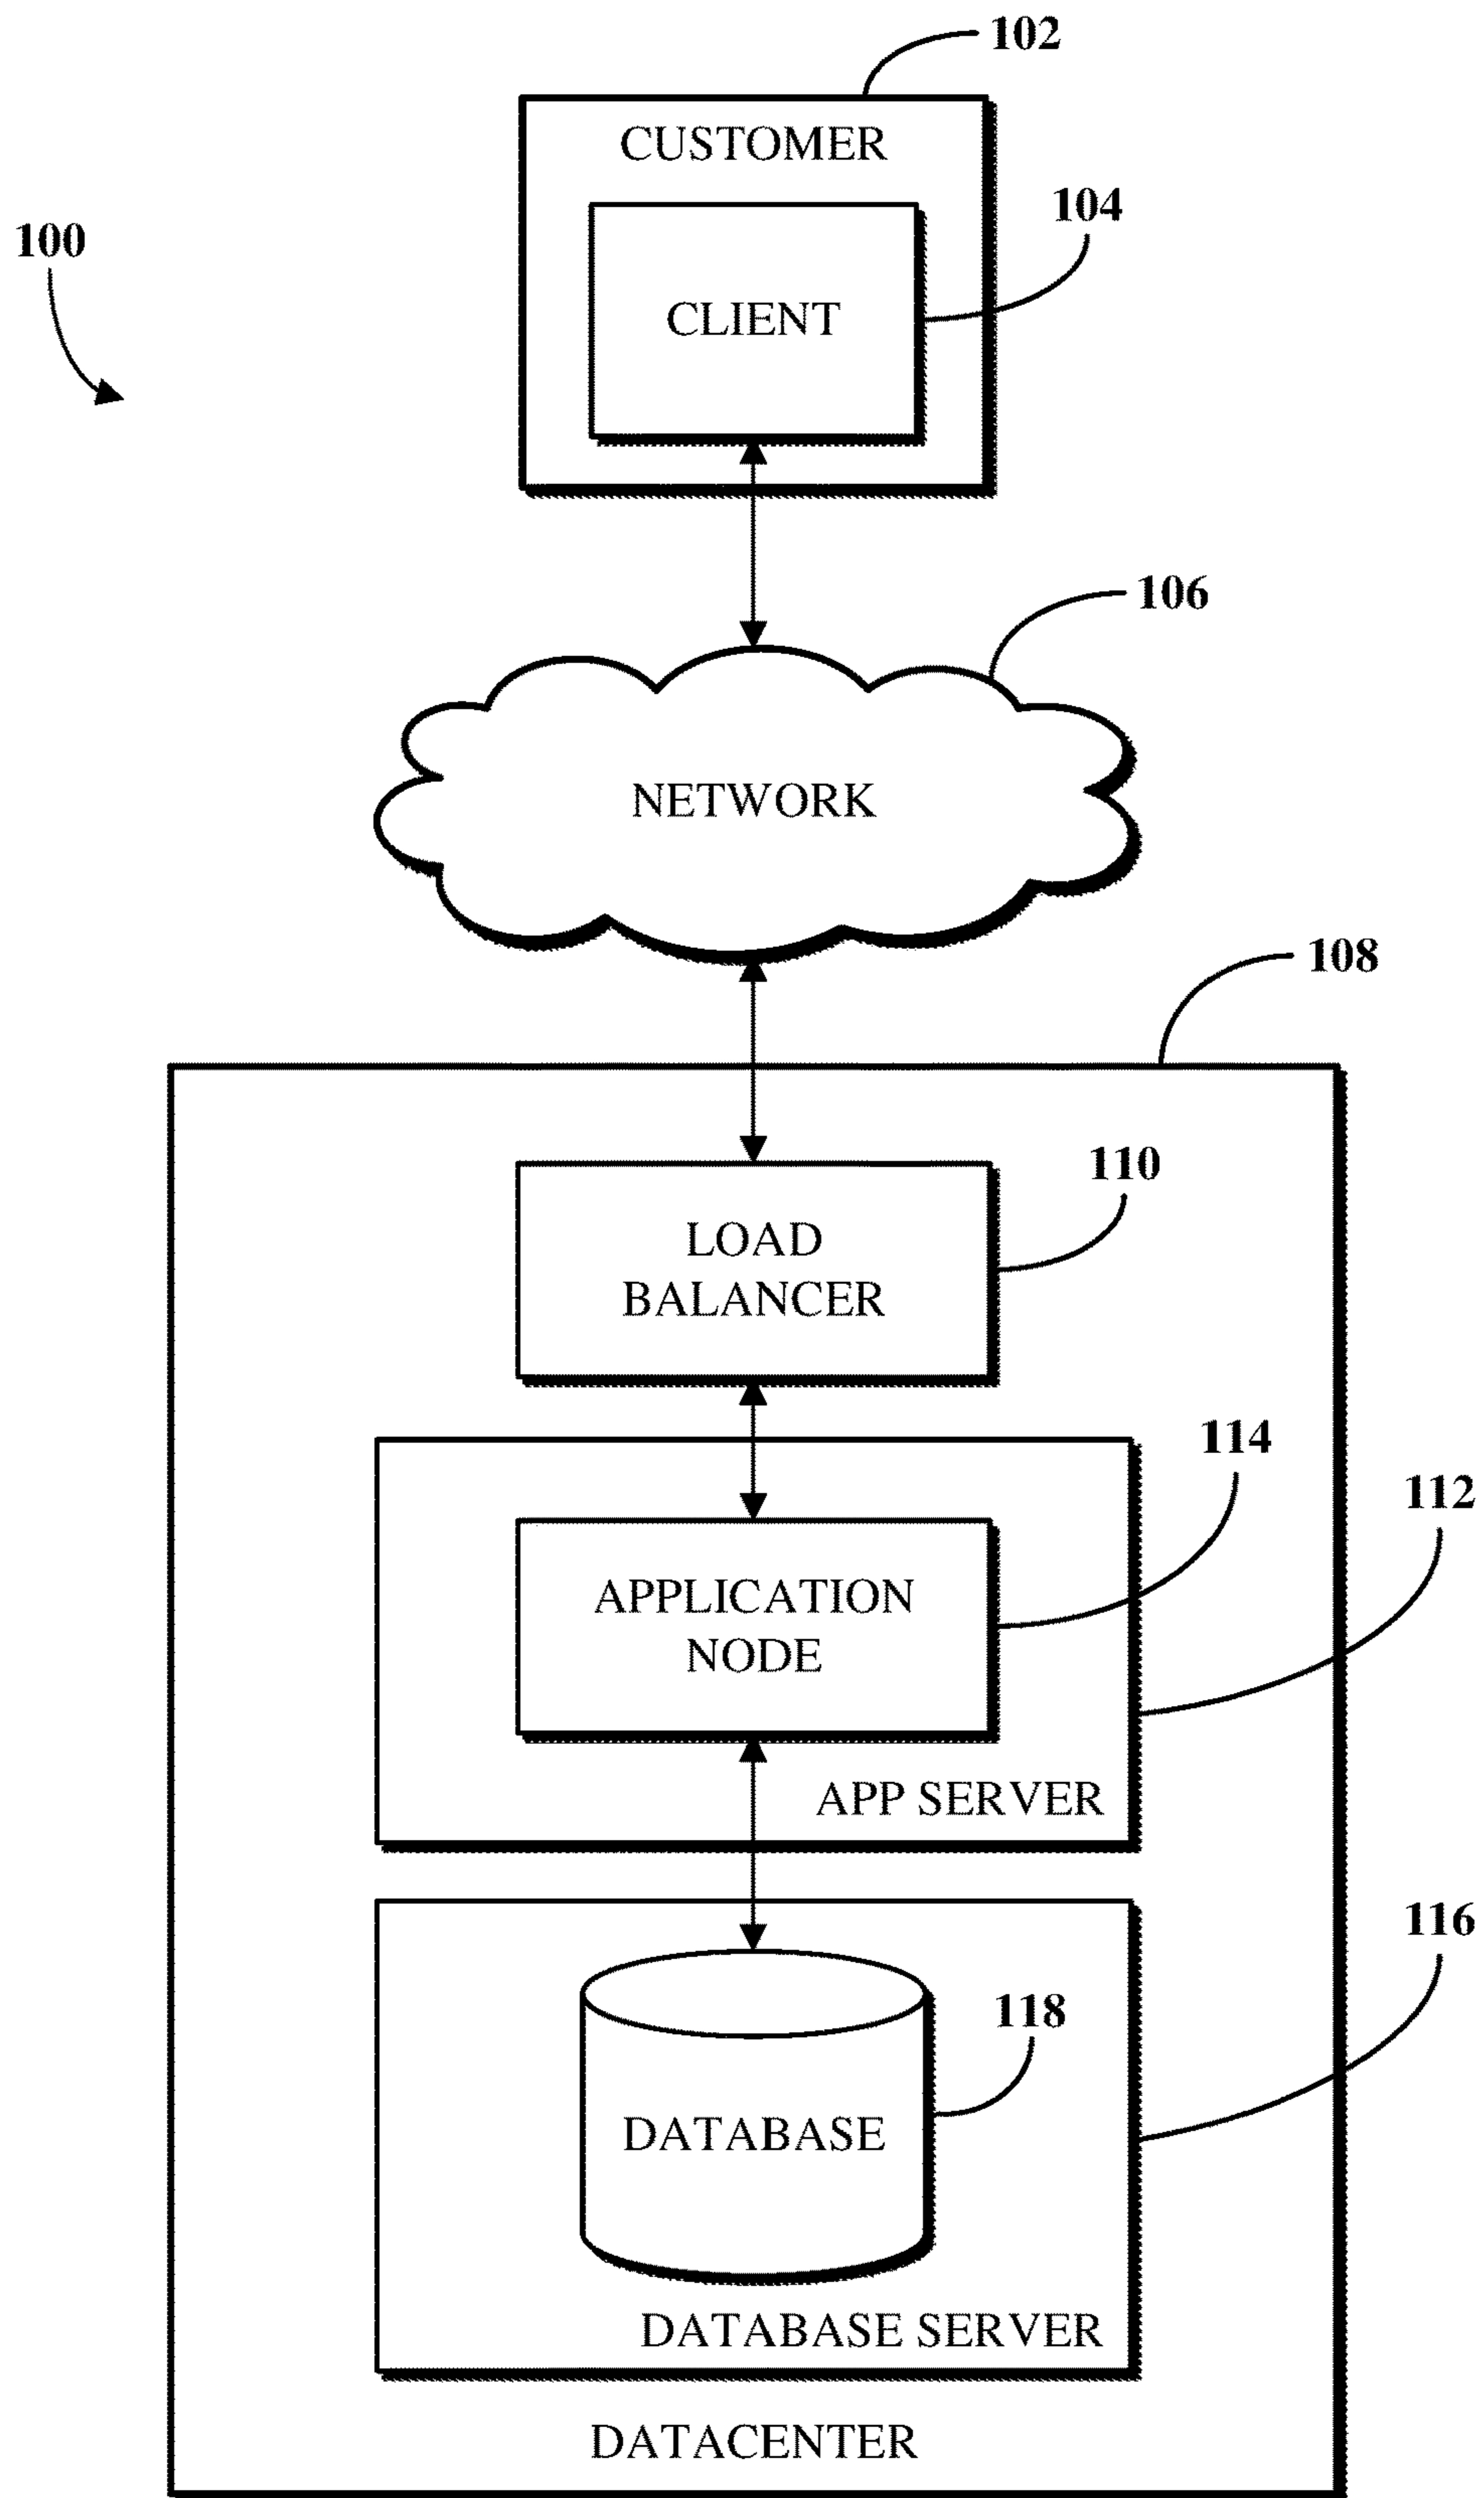 102
CUSTOMER
104
100
CLIENT
106
NETWORK
108
110
LOAD
BALANCER
114
112
APPLICATION
NODE
APP SERVER
116
118
DATABASE
DATABASE SERVER
DATACENTER